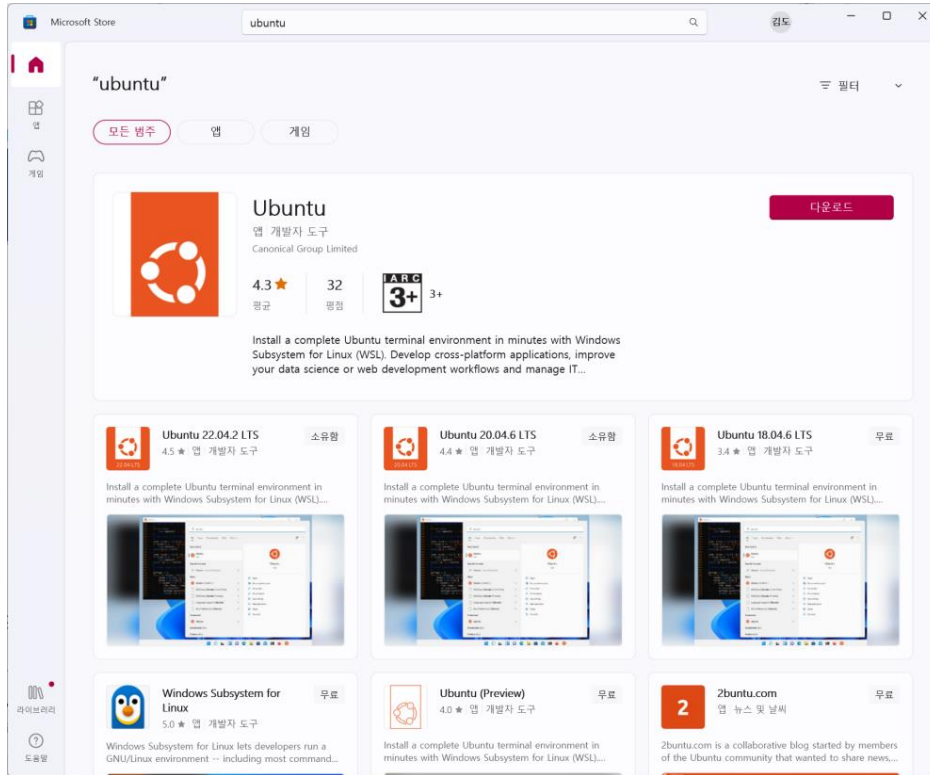 Microsoft Store
ubuntu
김도
"ubuntu"
필터
앱
게임
모든 범주
앱
게임
Ubuntu
다운로드
앱 개발자 도구
Canonical Group Limited
4.3 ★
32
IARC
3+
3+
평균
평점
Install a complete Ubuntu terminal environment in minutes with Windows
Subsystem for Linux (WSL). Develop cross-platform applications, improve
your data science or web development workflows and manage IT...
Ubuntu 22.04.2 LTS
소유함
4.5 ★ 앱 개발자 도구
22.04 LTS
Install a complete Ubuntu terminal environment in
minutes with Windows Subsystem for Linux (WSL)....
Ubuntu 20.04.6 LTS
소유함
4.4 ★ 앱 개발자 도구
20.04 LTS
Install a complete Ubuntu terminal environment in
minutes with Windows Subsystem for Linux (WSL)....
Ubuntu 18.04.6 LTS
무료
3.4 ★ 앱 개발자 도구
18.04 LTS
Install a complete Ubuntu terminal environment in
minutes with Windows Subsystem for Linux (WSL)....
라이브러리
도움말
Windows Subsystem for
Linux
무료
5.0 ★ 앱 개발자 도구
Windows Subsystem for Linux lets developers run a
GNU/Linux environment -- including most command...
Ubuntu (Preview)
무료
4.0 ★ 앱 개발자 도구
Install a complete Ubuntu terminal environment in
minutes with Windows Subsystem for Linux (WSL)....
2
2buntu.com
무료
앱 뉴스 및 날씨
2buntu.com is a collaborative blog started by members
of the Ubuntu community that wanted to share news,...